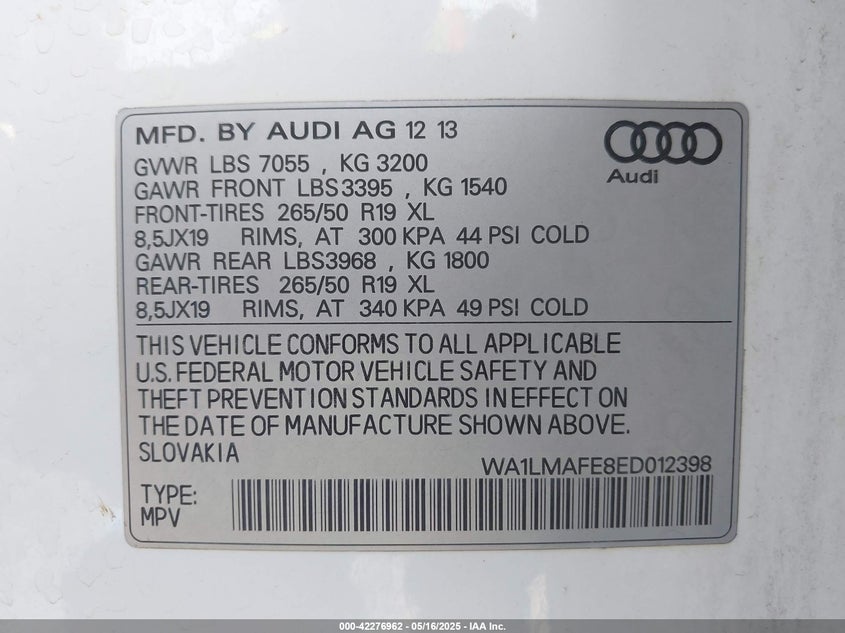 MFD. BY AUDI AG 12 13
Audi
GVWR LBS 7055 , KG 3200
GAWR FRONT LBS3395 , KG 1540
FRONT-TIRES 265/50 R19 XL
8,5JX19 RIMS, AT 300 KPA 44 PSI COLD
GAWR REAR LBS3968 , KG 1800
REAR-TIRES 265/50 R19 XL
8,5JX19 RIMS, AT 340 KPA 49 PSI COLD
THIS VEHICLE CONFORMS TO ALL APPLICABLE
U.S. FEDERAL MOTOR VEHICLE SAFETY AND
THEFT PREVENTION STANDARDS IN EFFECT ON
THE DATE OF MANUFACTURE SHOWN ABOVE.
SLOVAKIA
WA1LMAFE8ED012398
TYPE:
MPV
000-42276962 - 05/16/2025 - IAA Inc.